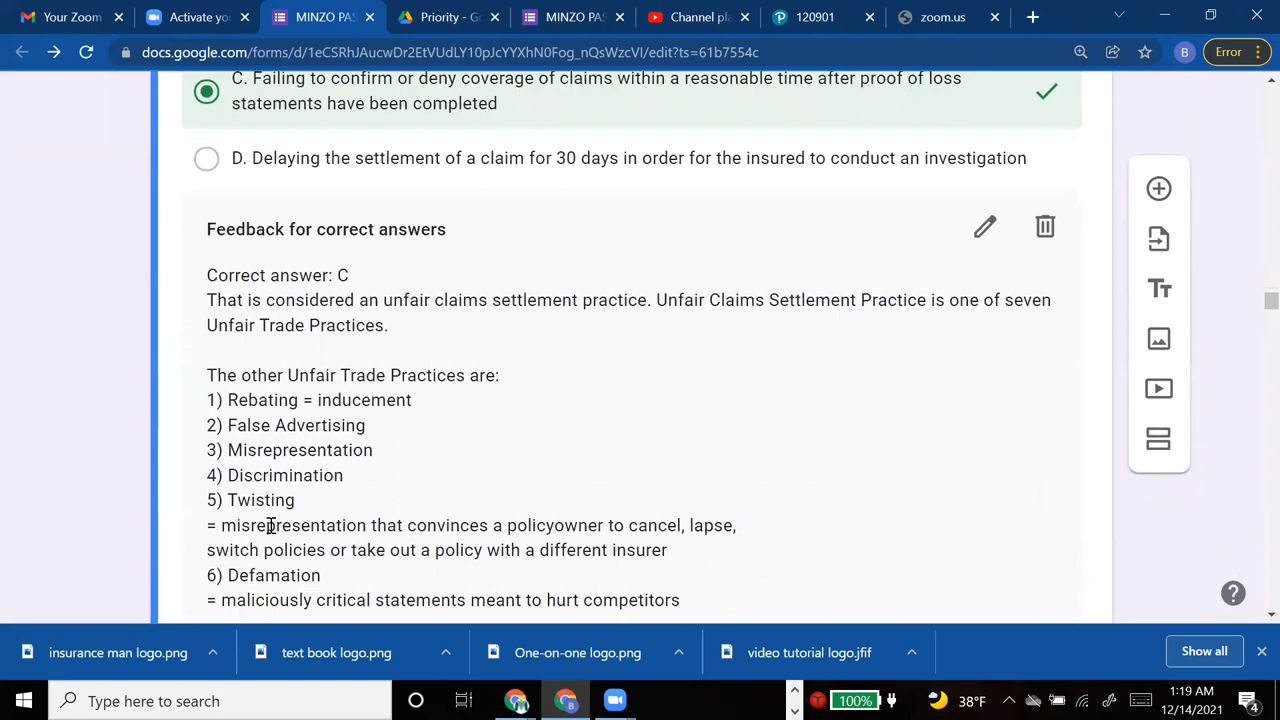 Your Zoom
Activate you
MINZO PAS
Priority - Go
MINZO PAS
Channel pl
120901
zoom.us
docs.google.com/forms/d/1eCSRhJAucwDr2EtVUdLY10pJcYYXhN0Fog_nQsWzcVI/edit?ts=61b7554c
B
Error
C. Failing to confirm or deny coverage of claims within a reasonable time after proof of loss
statements have been completed
D. Delaying the settlement of a claim for 30 days in order for the insured to conduct an investigation
Feedback for correct answers
Correct answer: C
That is considered an unfair claims settlement practice. Unfair Claims Settlement Practice is one of seven
Unfair Trade Practices.
The other Unfair Trade Practices are:
1) Rebating = inducement
2) False Advertising
3) Misrepresentation
4) Discrimination
5) Twisting
= misrepresentation that convinces a policyowner to cancel, lapse,
switch policies or take out a policy with a different insurer
6) Defamation
= maliciously critical statements meant to hurt competitors
Tt
insurance man logo.png
text book logo.png
One-on-one logo.png
video tutorial logo.jfif
Show all
Type here to search
100%
38°F
1:19 AM
12/14/2021
4